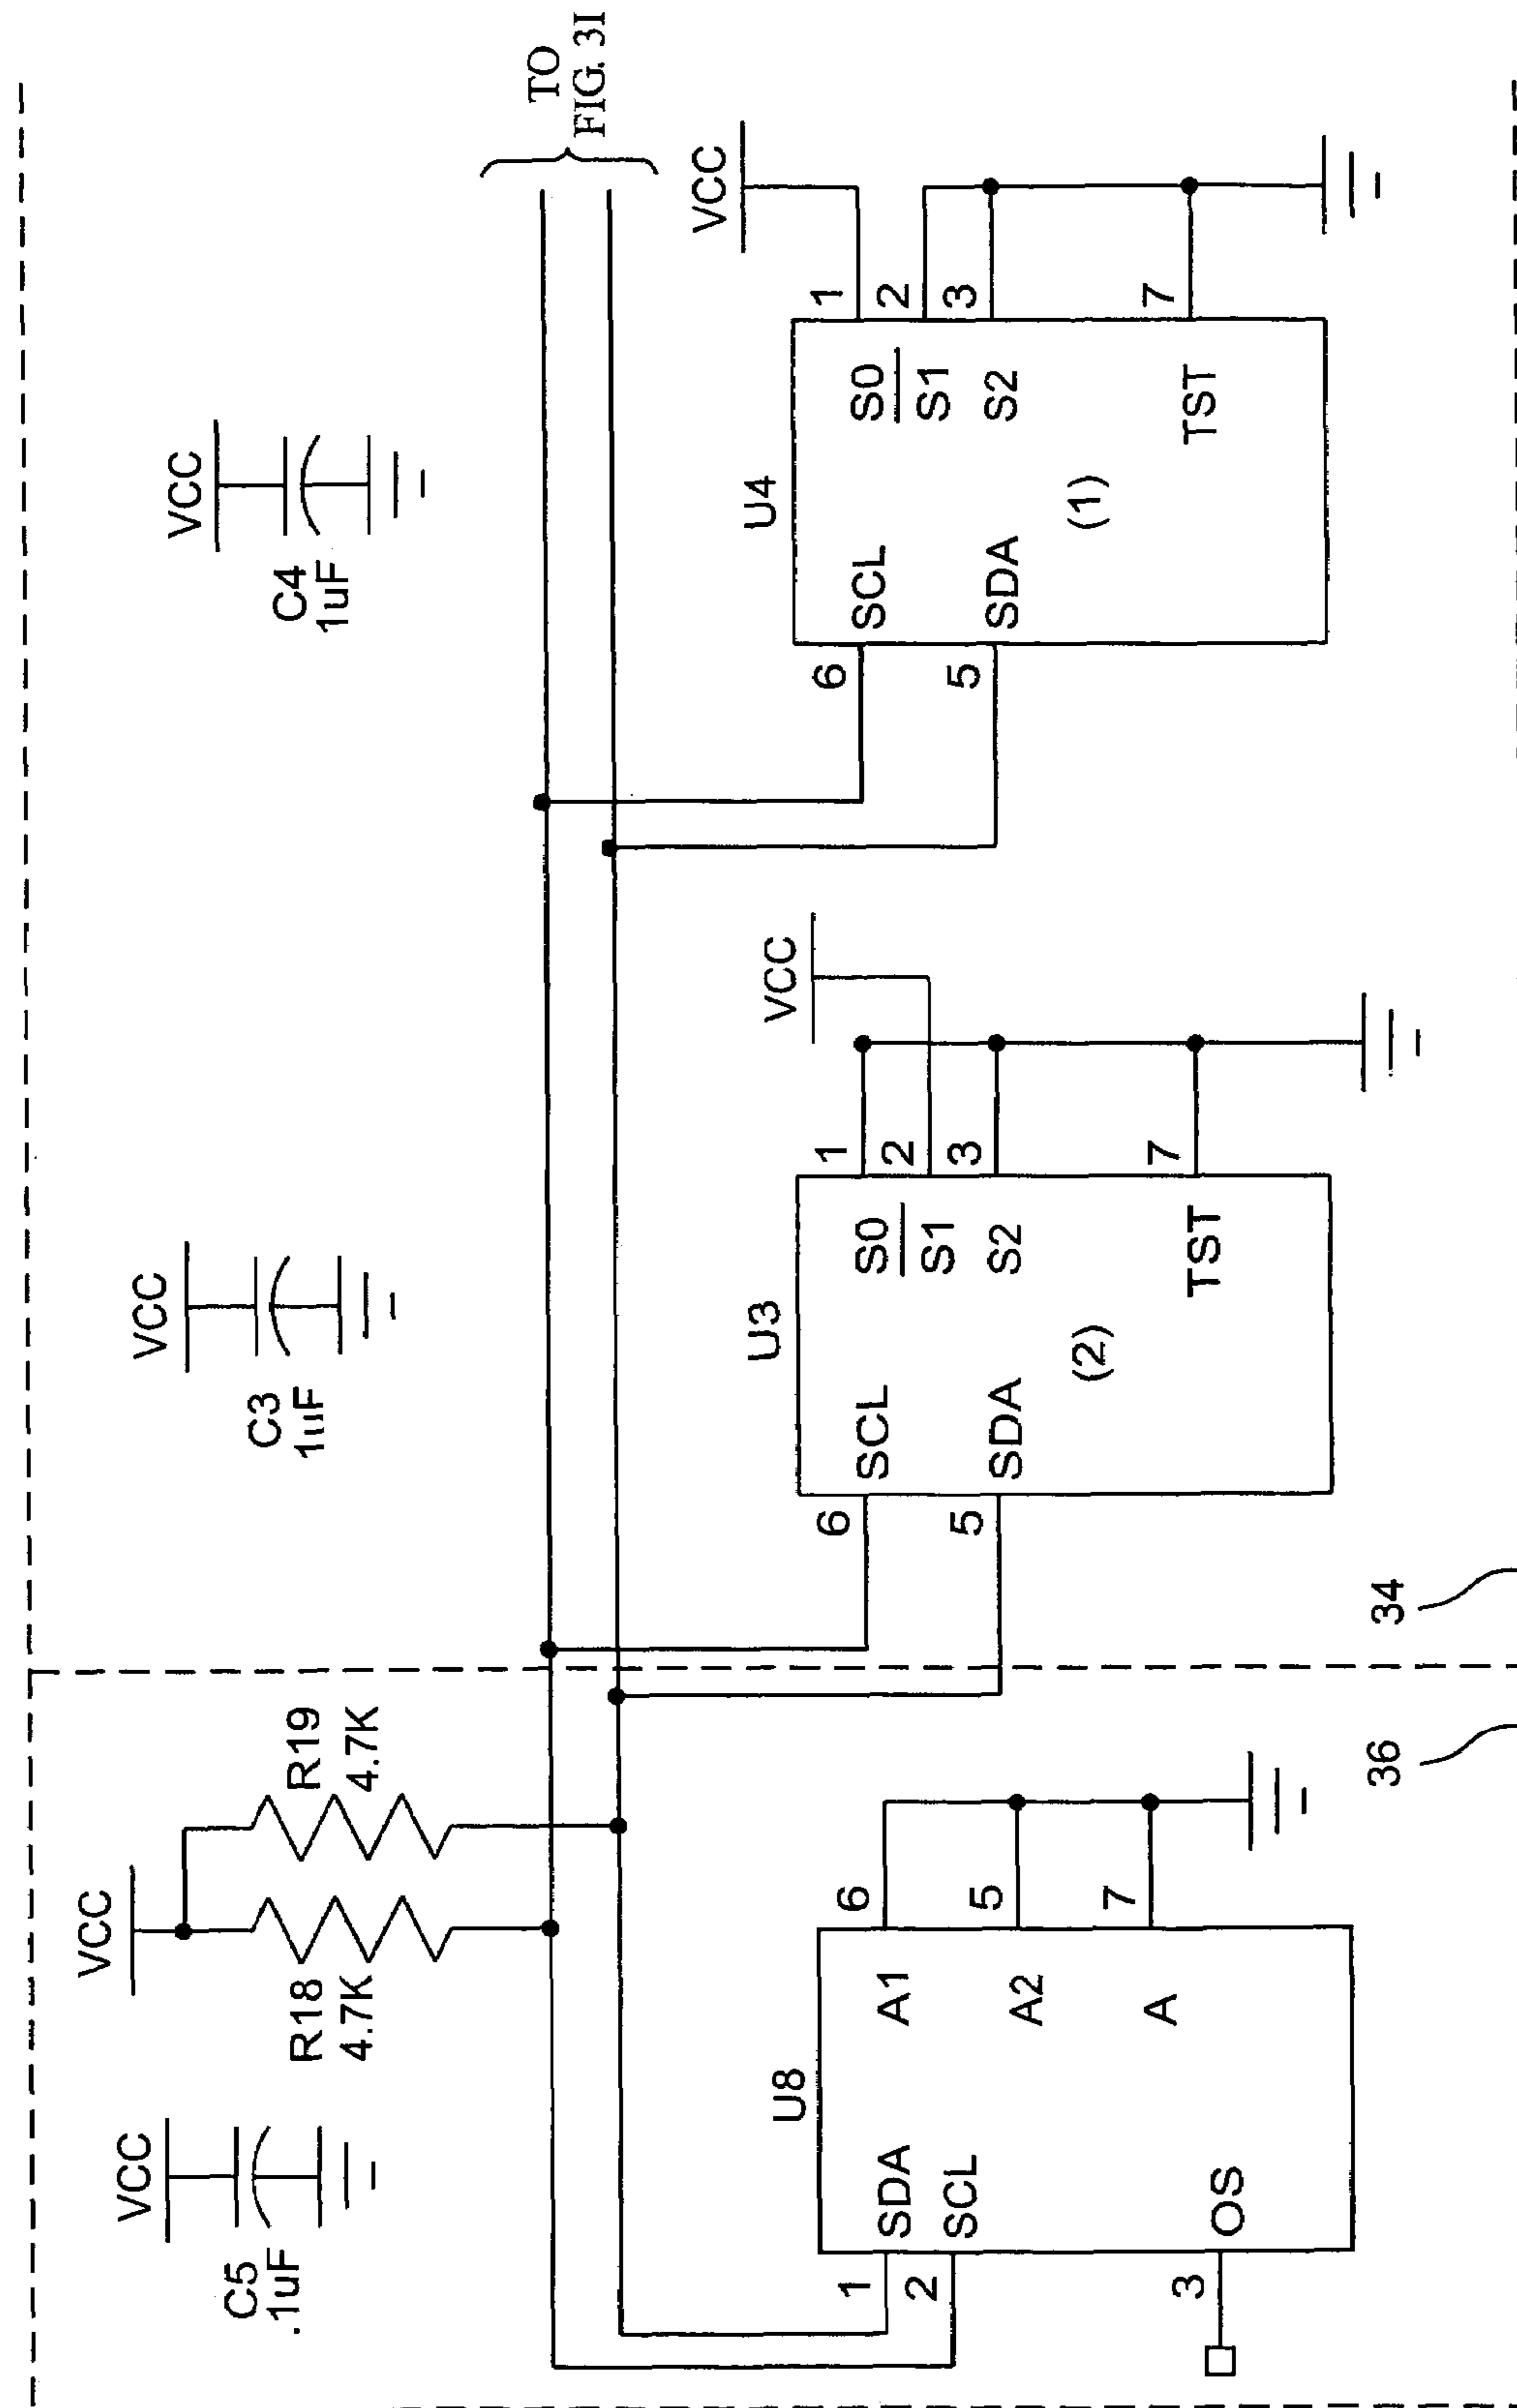 VCC
C5
.1uF
VCC
R18
4.7K
R19
4.7K
VCC
C3
1uF
VCC
C4
1uF
TO
FIG. 3I
U8
1
SDA
A1
6
2
SCL
A2
5
A
7
3
OS
36
34
U3
6
SCL
S0
1
S1
2
5
SDA
S2
3
(2)
TST
7
VCC
U4
6
SCL
S0
1
S1
2
5
SDA
S2
3
(1)
TST
7
VCC